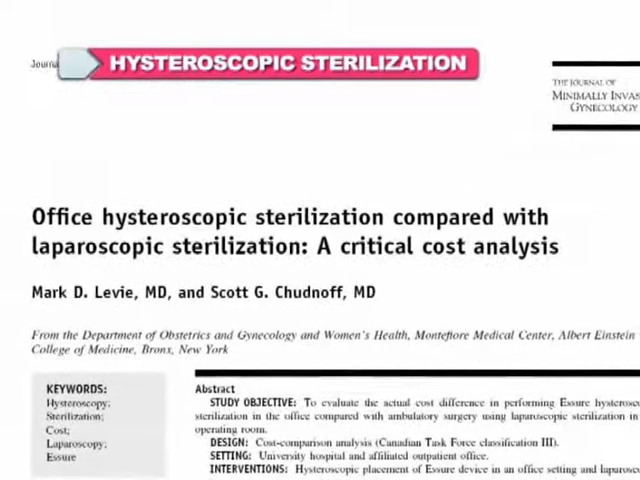 Journa
HYSTEROSCOPIC STERILIZATION
THE JOURNAL OF
MINIMALLY INVAS
GYNECOLOGY
Office hysteroscopic sterilization compared with
laparoscopic sterilization: A critical cost analysis
Mark D. Levie, MD, and Scott G. Chudnoff, MD
From the Department of Obstetrics and Gynecology and Women's Health, Montefiore Medical Center, Albert Einstein
College of Medicine, Bronx, New York
KEYWORDS:
Hysteroscopy;
Sterilization;
Cost;
Laparoscopy;
Essure
Abstract
STUDY OBJECTIVE: To evaluate the actual cost difference in performing Essure hysterosco
sterilization in the office compared with ambulatory surgery using laparoscopic sterilization in
operating room.
DESIGN: Cost-comparison analysis (Canadian Task Force classification III).
SETTING: University hospital and affiliated outpatient office.
INTERVENTIONS: Hysteroscopic placement of Essure device in an office setting and laparosc